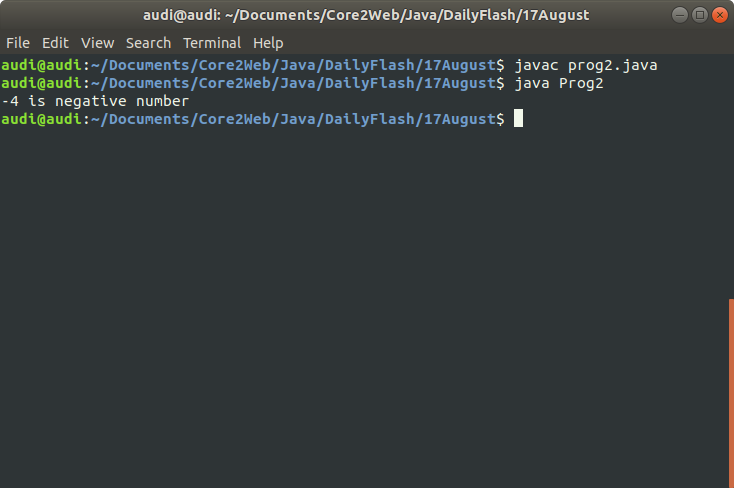 audi@audi: ~/Documents/Core2Web/Java/DailyFlash/17August
File Edit View Search Terminal Help
audi@audi:~/Documents/Core2Web/Java/DailyFlash/17August$ javac prog2.java
audi@audi:~/Documents/Core2Web/Java/DailyFlash/17August$ java Prog2
-4 is negative number
audi@audi:~/Documents/Core2Web/Java/DailyFlash/17August$